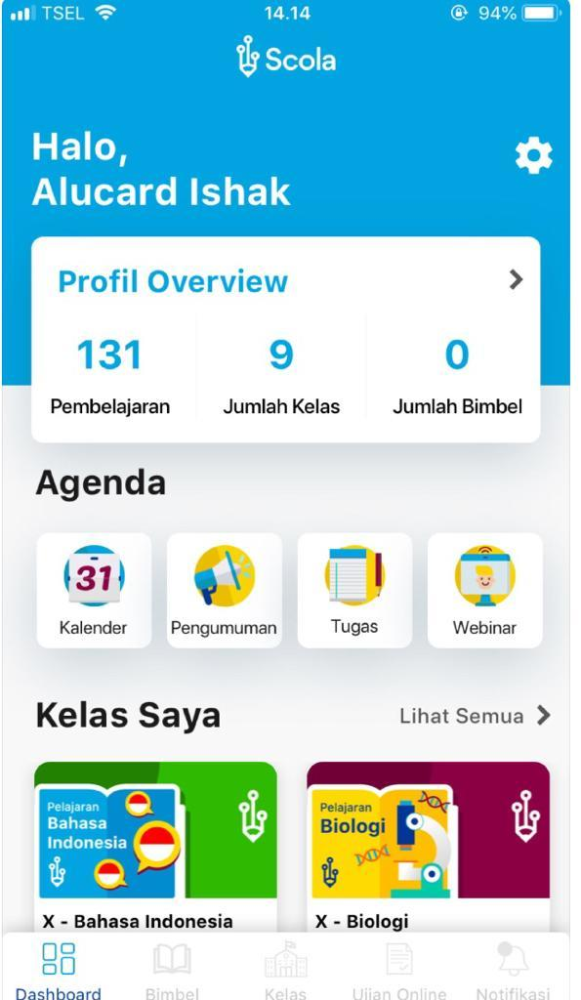 TSEL
14.14
94%
Scola
Halo,
Alucard Ishak
Profil Overview
131
9
0
Pembelajaran
Jumlah Kelas
Jumlah Bimbel
Agenda
31
Kalender
Pengumuman
Tugas
Webinar
Kelas Saya
Lihat Semua
Pelajaran
Bahasa
Indonesia
Pelajaran
Biologi
X - Bahasa Indonesia
X - Biologi
Dashboard
Bimbel
Kelas
Ujian Online
Notifikasi